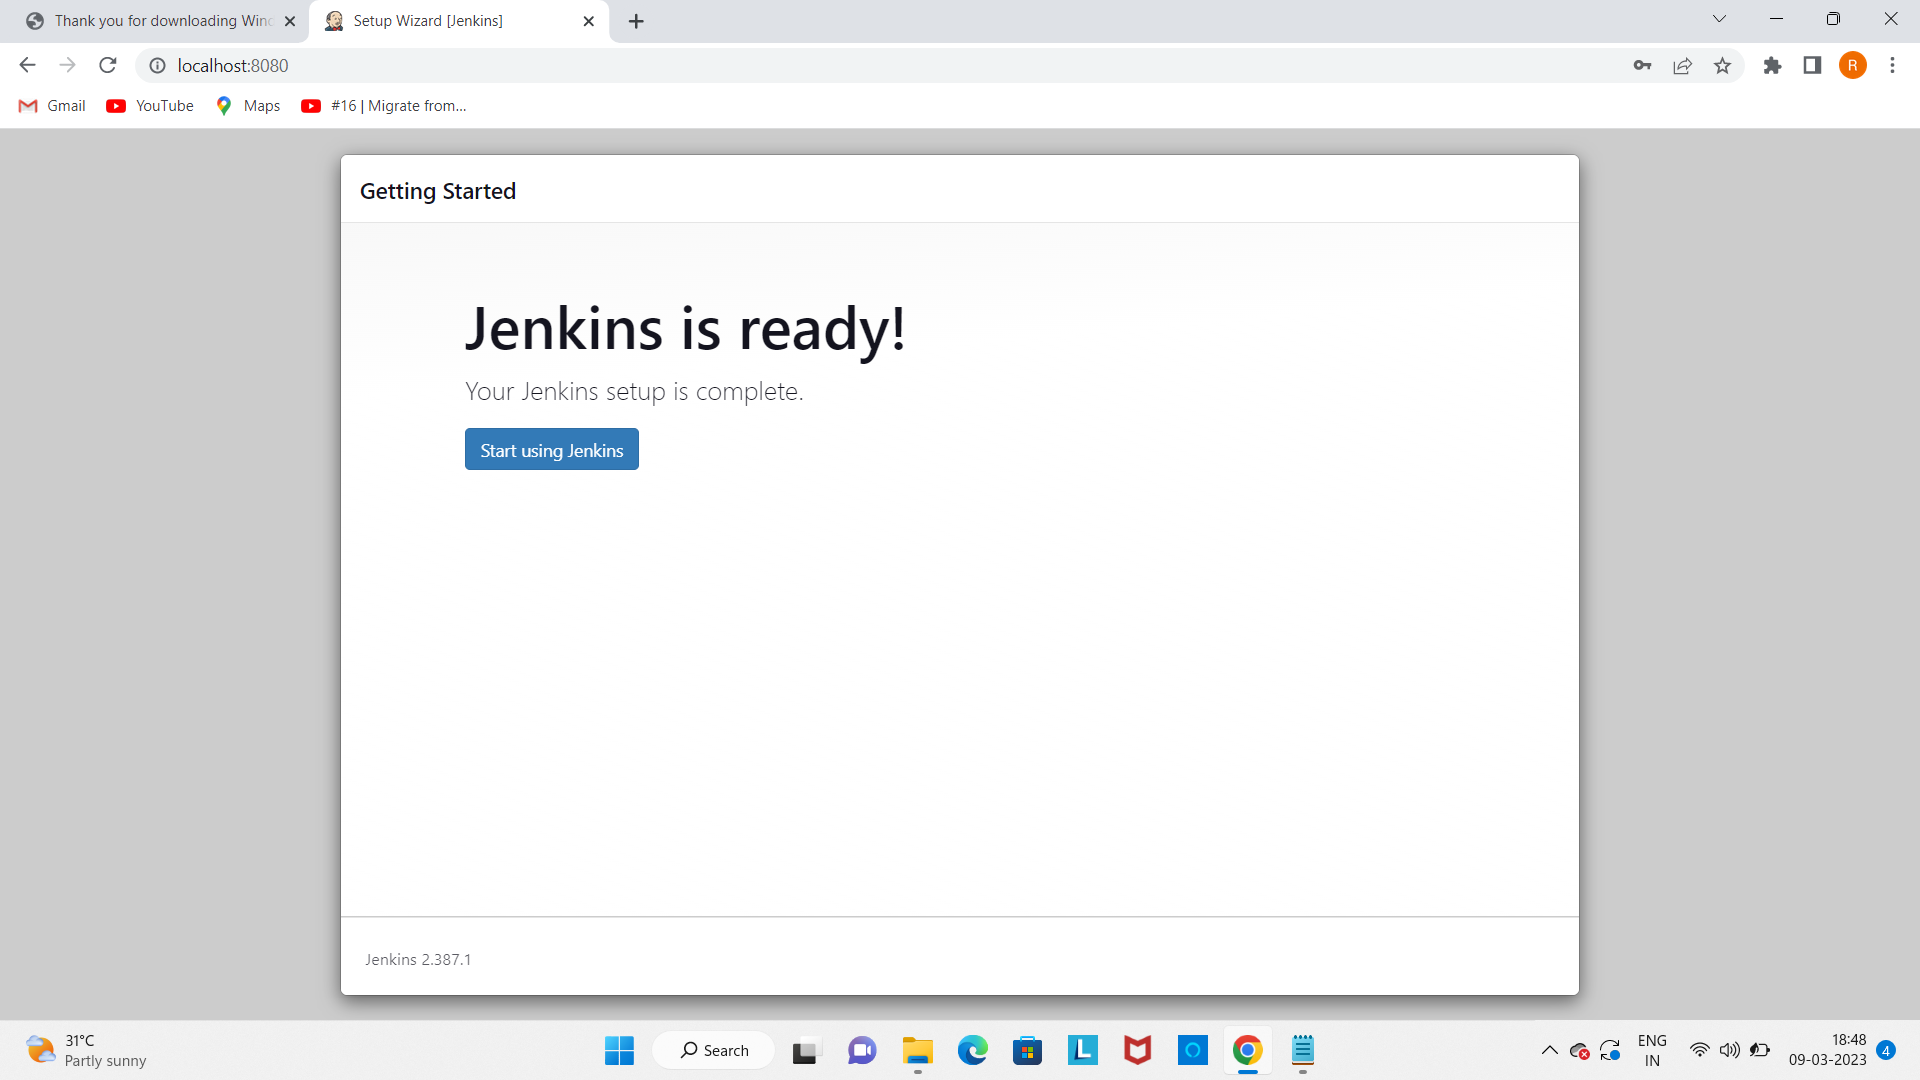 Thank you for downloading Winc
Setup Wizard [Jenkins]
localhost:8080
R
Gmail
YouTube
Maps
#16 | Migrate from...
Getting Started
Jenkins is ready!
Your Jenkins setup is complete.
Start using Jenkins
Jenkins 2.387.1
31°C
Partly sunny
Search
L
ENG
IN
18:48
09-03-2023
4